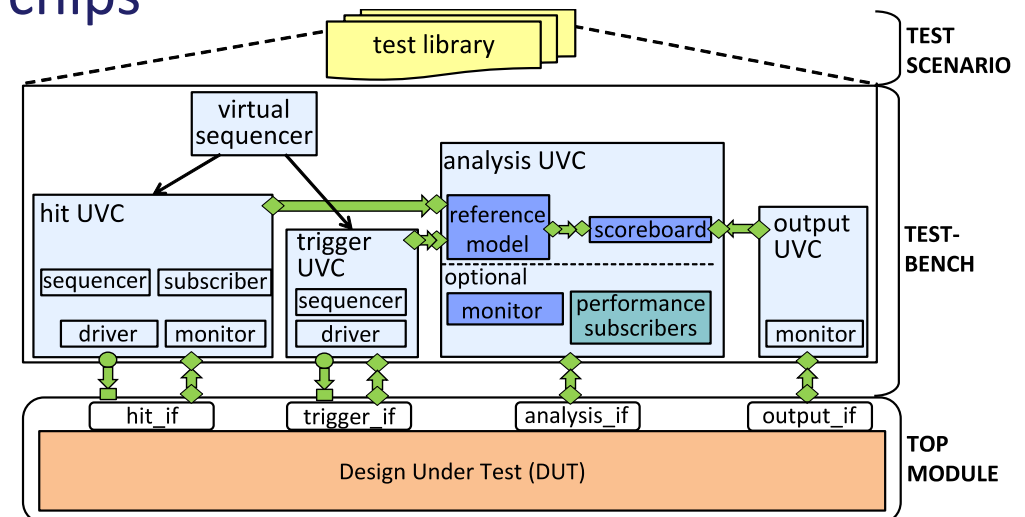 chips
test library
TEST
SCENARIO
virtual
sequencer
analysis UVC
hit UVC
reference
model
scoreboard
output
UVC
trigger
UVC
TEST-
BENCH
optional
sequencer
subscriber
sequencer
monitor
performance
subscribers
driver
monitor
driver
monitor
hit_if
trigger_if
analysis_if
output_if
Design Under Test (DUT)
TOP
MODULE